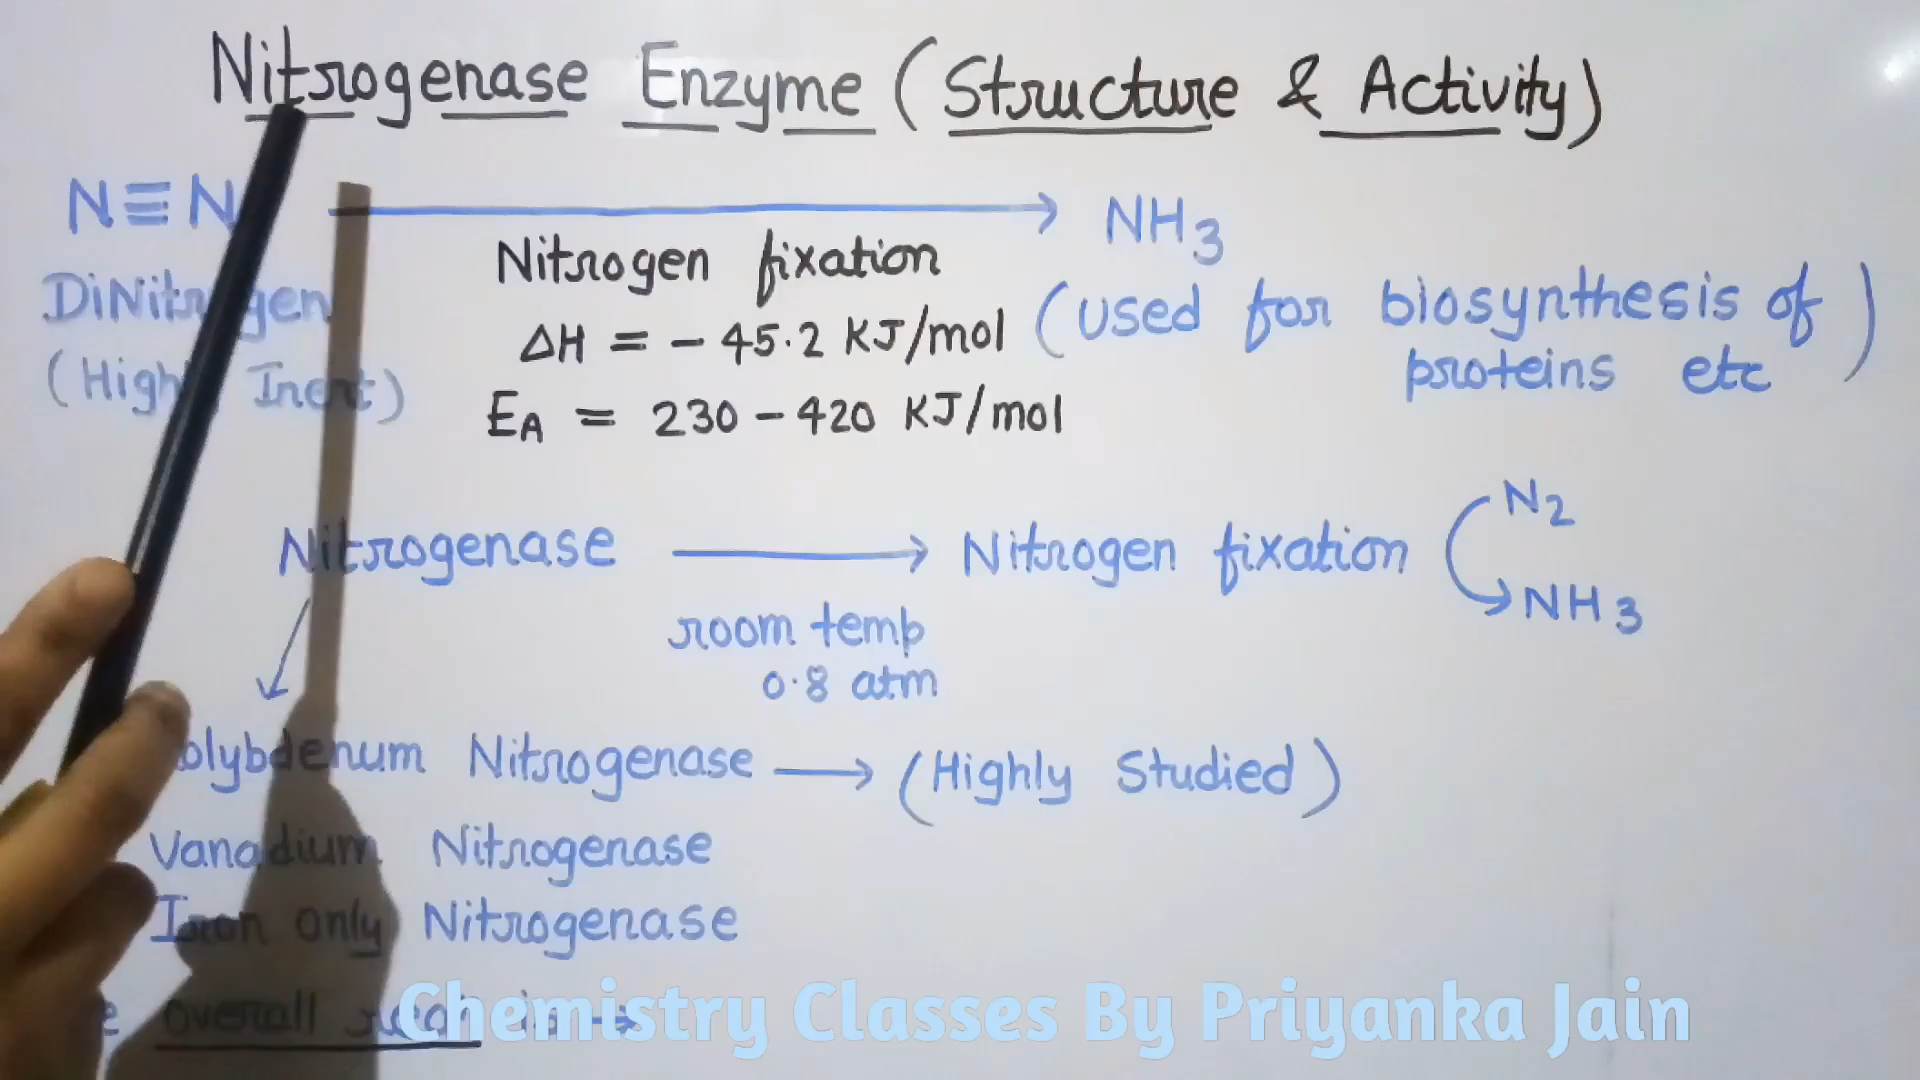 Nitrogenase Enzyme (Structure & Activity)
N≡N → NH3
DiNitrogen
Nitrogen fixation
(used for biosynthesis of proteins etc)
ΔH = - 45.2 KJ/mol
(High Inert)
EA = 230 - 420 KJ/mol
Nitrogenase → Nitrogen fixation
N2
NH3
room temp
0.8 atm
olybdenum Nitrogenase → (Highly Studied)
Vanadium Nitrogenase
Iron only Nitrogenase
overall is →
Chemistry Classes By Priyanka Jain